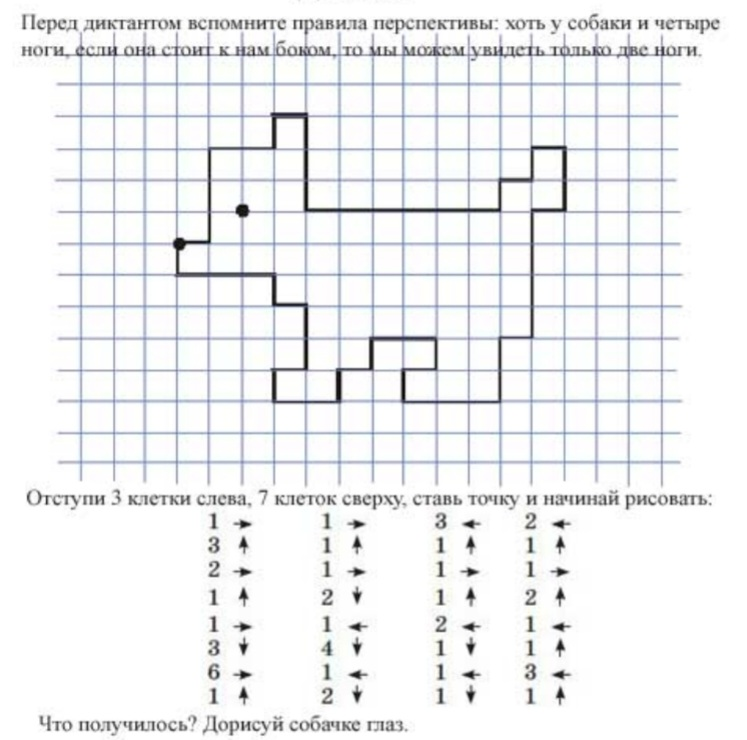 Перед диктантом вспомните правила перспективы: хоть у собаки и четыре
ноги, если она стоит к нам боком, то мы можем увидеть только две ноги.
Отступи 3 клетки слева, 7 клеток сверху, ставь точку и начинай рисовать:
1 → 1 → 3 ← 2 ←
3 ↑ 1 ↑ 1 ↑ 1 ↑
2 → 1 → 1 → 1 →
1 ↑ 2 ↓ 1 ↑ 2 ↑
1 → 1 ← 2 ← 1 ←
3 ↓ 4 ↓ 1 ↓ 1 ↑
6 → 1 ← 1 ← 3 ←
1 ↑ 2 ↓ 1 ↓ 1 ↑
Что получилось? Дорисуй собачке глаз.